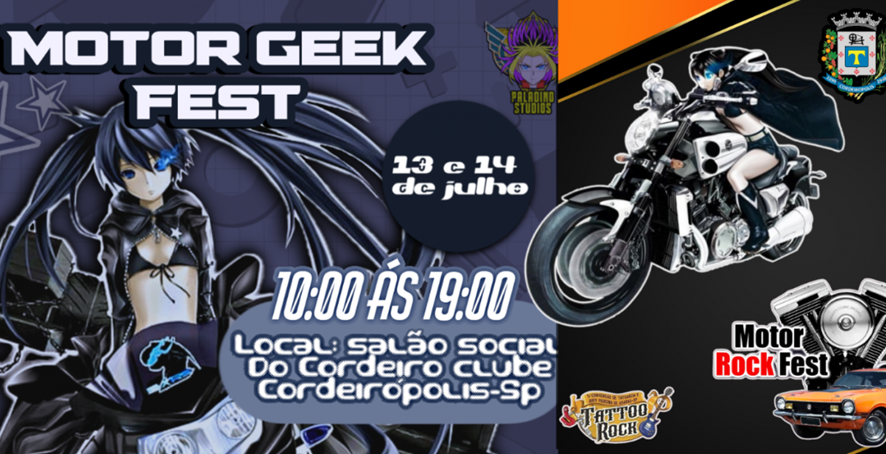 MOTOR GEEK
FEST
PALADINO
STUDIOS
13 e 14
de julho
10:00 ÁS 19:00
Local: salão social
Do Cordeiro clube
Cordeirópolis-Sp
Motor
Rock Fest
TATTOO
ROCK